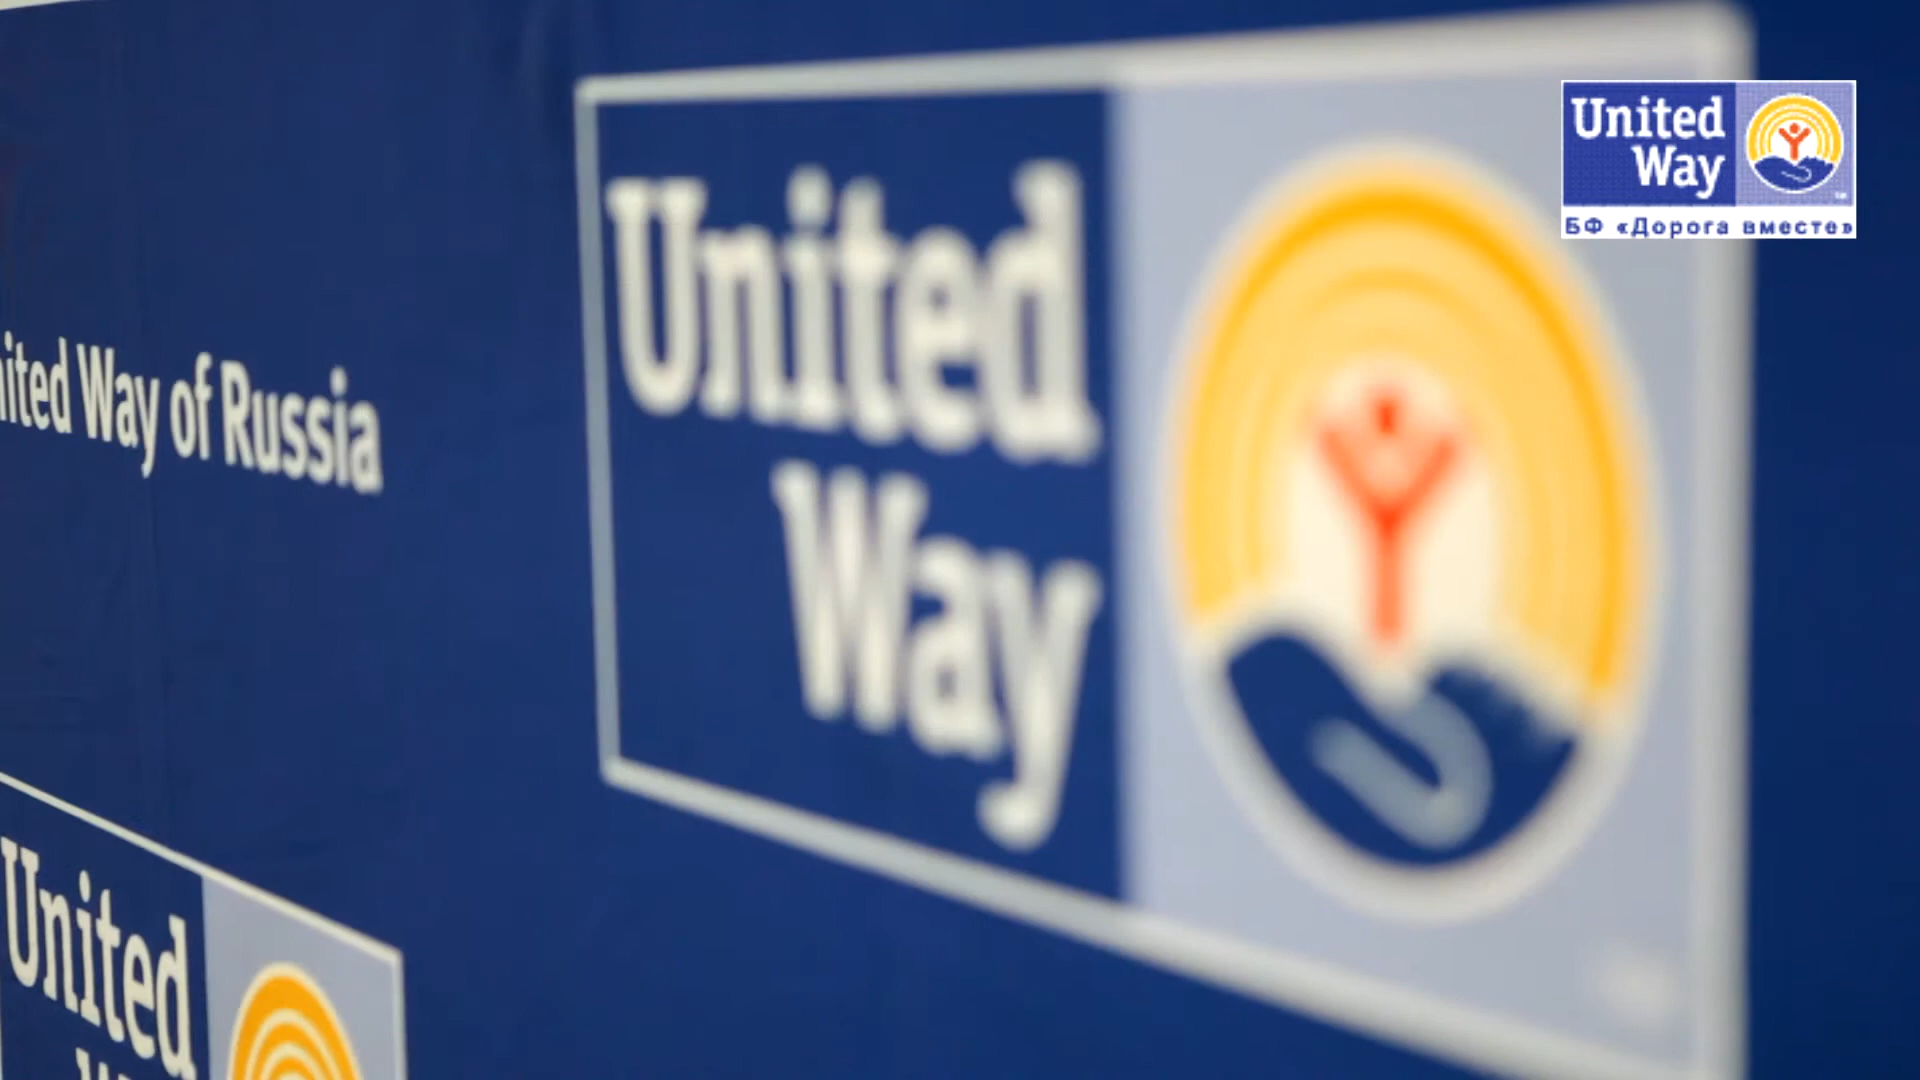 United
Way
БФ «Дорога вместе»
United
Way
ited Way of Russia
United